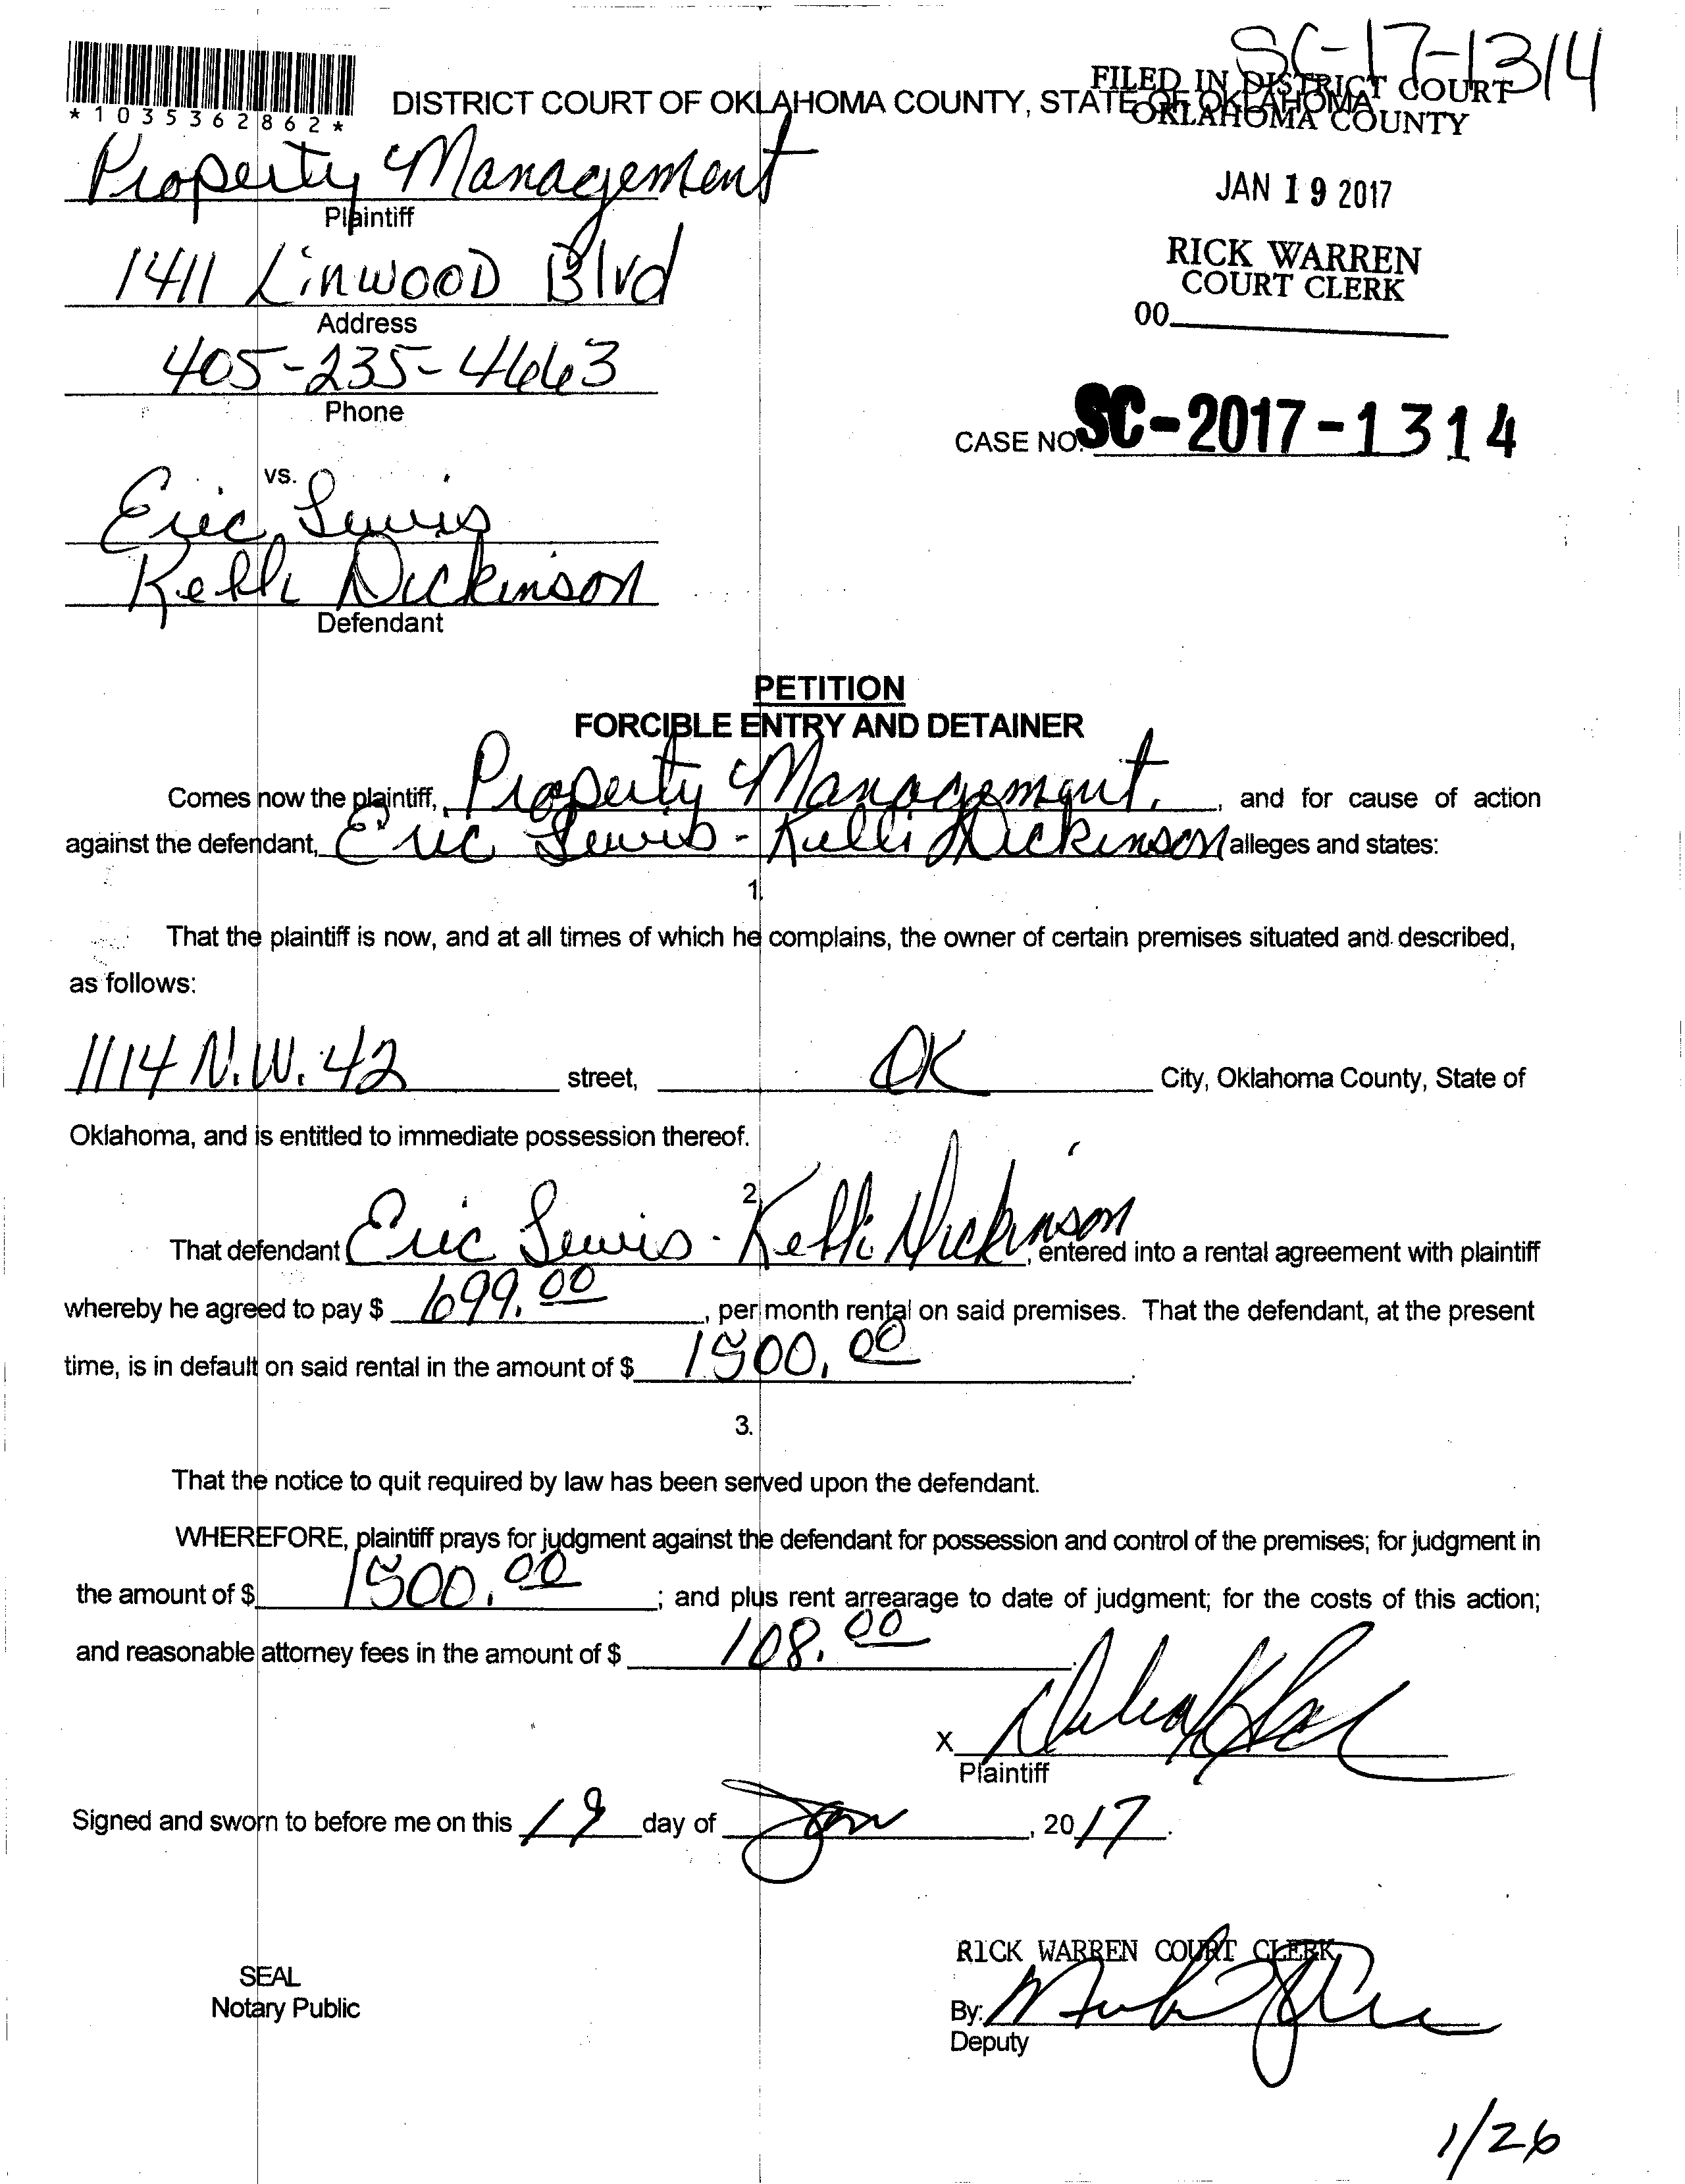 SC-17-1314
*1035362862*
DISTRICT COURT OF OKLAHOMA COUNTY, STATE OF OKLAHOMA
FILED IN DISTRICT COURT
OKLAHOMA COUNTY
JAN 19 2017
RICK WARREN
COURT CLERK
00
Property Management
Plaintiff
1411 Linwood Blvd
Address
405-235-4663
Phone
CASE NO. SC-2017-1314
vs.
Eric Lewis
Kelli Dickinson
Defendant
PETITION
FORCIBLE ENTRY AND DETAINER
Comes now the plaintiff, Property Management, and for cause of action
against the defendant, Eric Lewis - Kelli Dickinson alleges and states:
1.
That the plaintiff is now, and at all times of which he complains, the owner of certain premises situated and described,
as follows:
1114 N.W. 42 street, OK City, Oklahoma County, State of
Oklahoma, and is entitled to immediate possession thereof.
2.
That defendant Eric Lewis - Kelli Dickinson, entered into a rental agreement with plaintiff
whereby he agreed to pay $ 699.00, per month rental on said premises. That the defendant, at the present
time, is in default on said rental in the amount of $ 1500.00.
3.
That the notice to quit required by law has been served upon the defendant.
WHEREFORE, plaintiff prays for judgment against the defendant for possession and control of the premises; for judgment in
the amount of $ 1500.00; and plus rent arrearage to date of judgment; for the costs of this action;
and reasonable attorney fees in the amount of $ 108.00.
X
Plaintiff
Signed and sworn to before me on this 19 day of Jan, 2017.
RICK WARREN COURT CLERK
SEAL
Notary Public
By:
Deputy
1/26